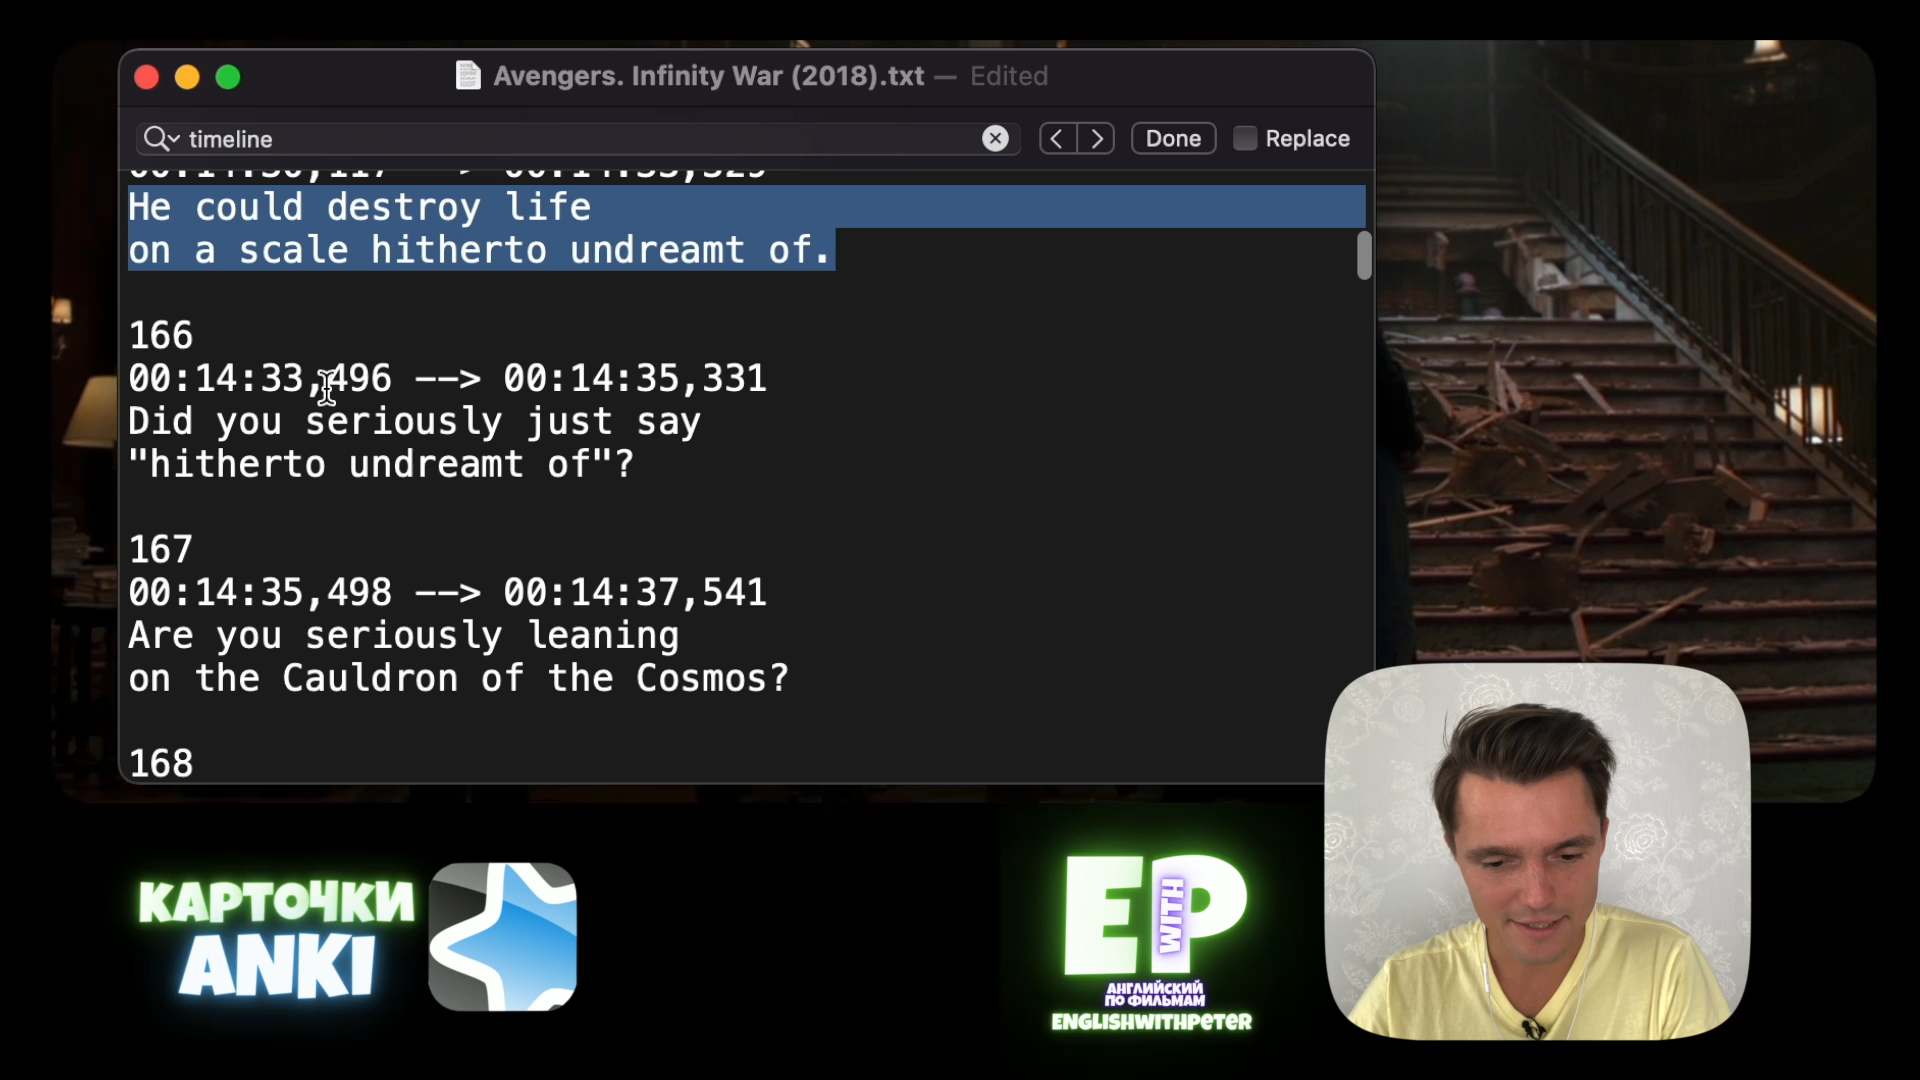 Avengers. Infinity War (2018).txt — Edited
timeline
Done
Replace
He could destroy life
on a scale hitherto undreamt of.
166
00:14:33,496 --> 00:14:35,331
Did you seriously just say
"hitherto undreamt of"?
167
00:14:35,498 --> 00:14:37,541
Are you seriously leaning
on the Cauldron of the Cosmos?
168
КАРТОЧКИ
ANKI
EP
WITH
АНГЛИЙСКИЙ
ПО ФИЛЬМАМ
ENGLISHWITHPETER